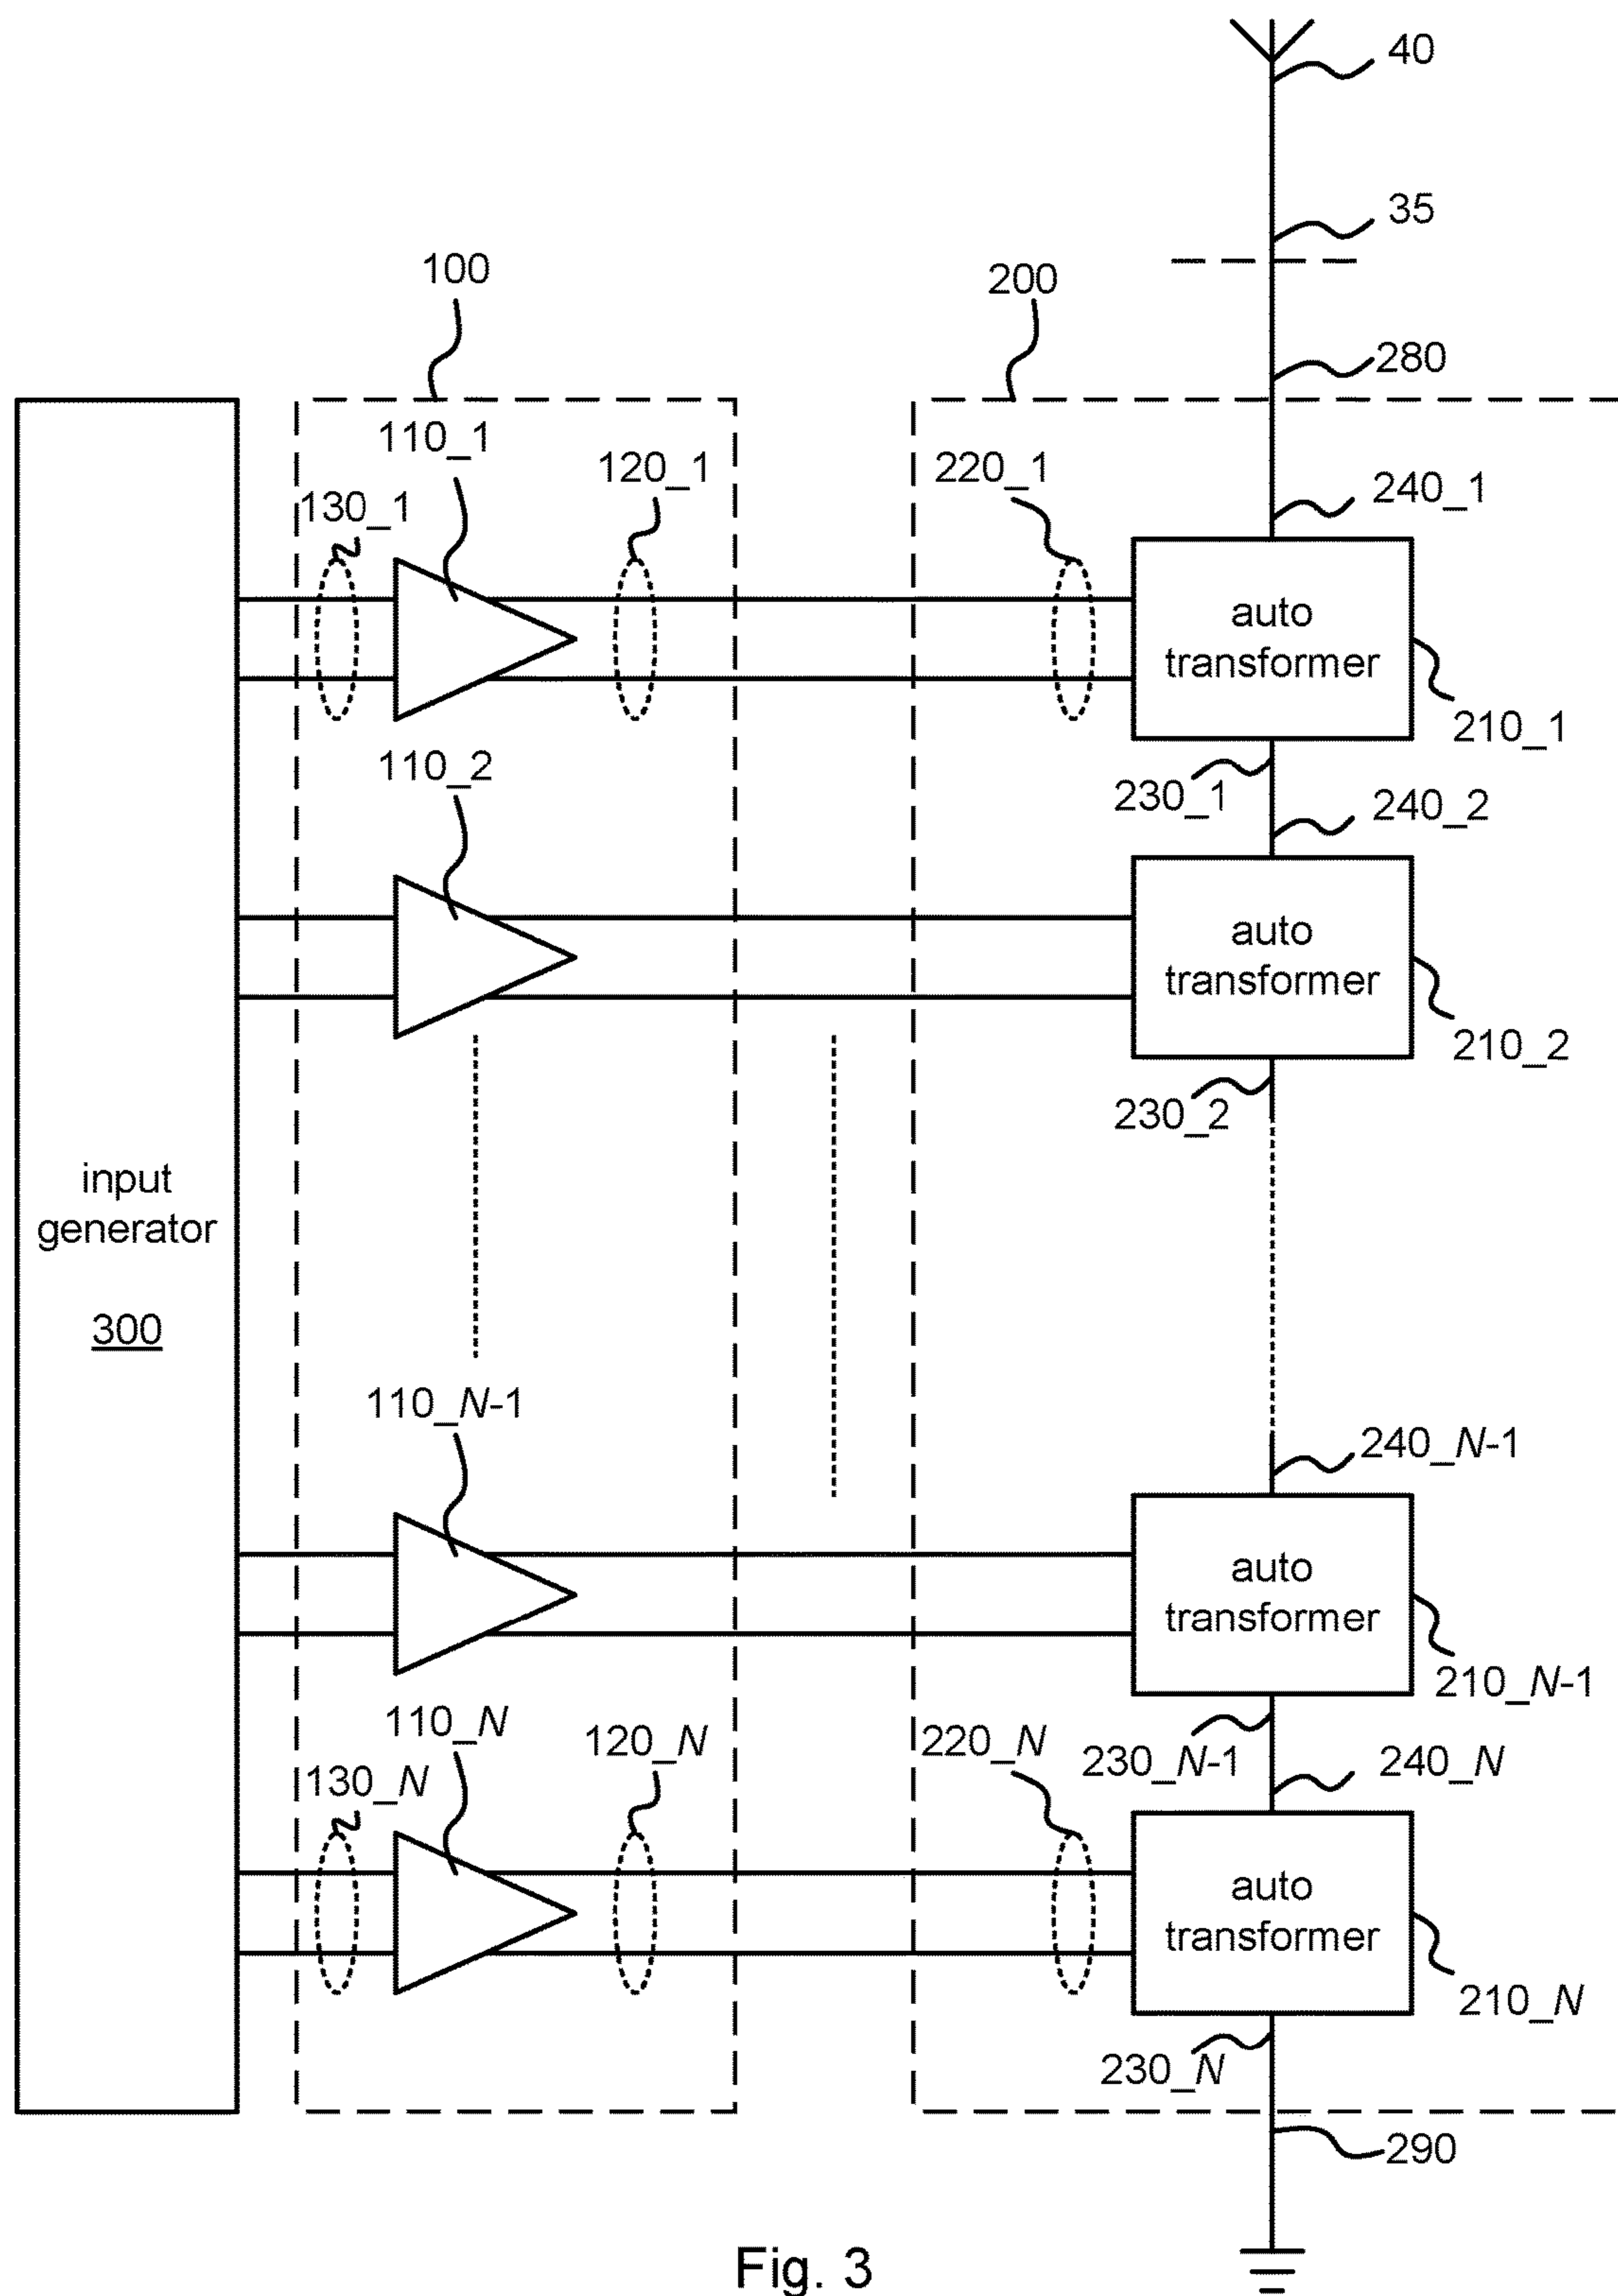 40
35
100
200
280
110_1
120_1
220_1
240_1
130_1
auto
transformer
210_1
110_2
230_1
240_2
auto
transformer
210_2
230_2
input
generator
300
110_N-1
240_N-1
auto
transformer
210_N-1
110_N
120_N
220_N
230_N-1
240_N
130_N
auto
transformer
210_N
230_N
290
Fig. 3